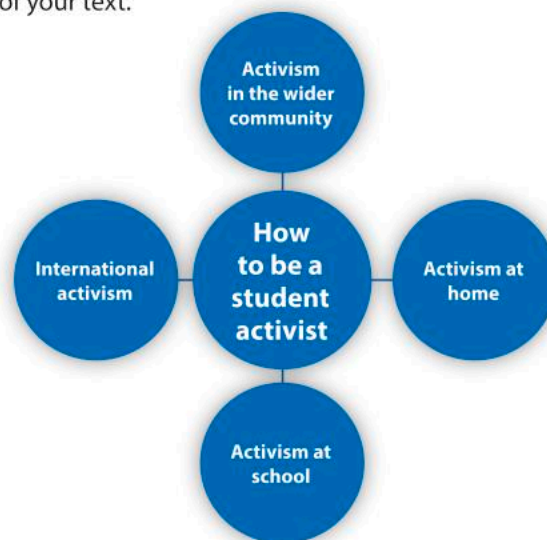 of your text.
Activism
in the wider
community
International
activism
How
to be a
student
activist
Activism at
home
Activism at
school